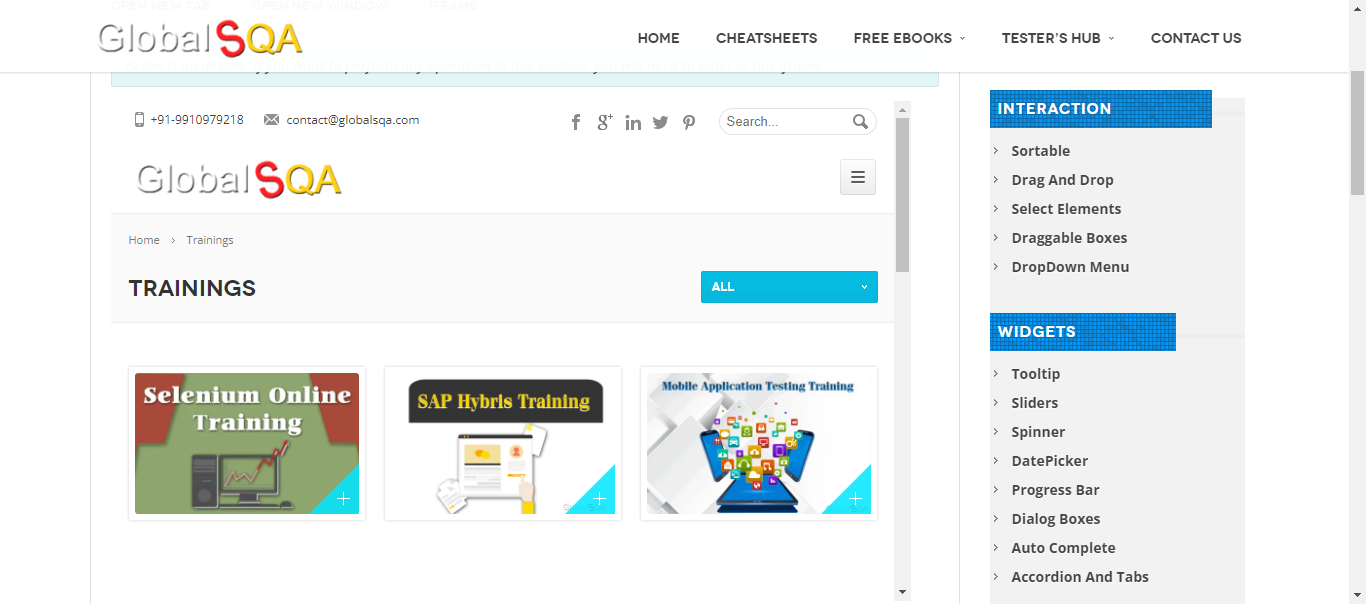 OPEN NEW TAB OPEN NEW WINDOW IFRAME
GlobalSQA
HOME CHEATSHEETS FREE EBOOKS TESTER'S HUB CONTACT US
+91-9910979218 contact@globalsqa.com
Search...
GlobalSQA
Home Trainings
TRAININGS
ALL
Selenium Online
Training
SAP Hybris Training
Mobile Application Testing Training
INTERACTION
Sortable
Drag And Drop
Select Elements
Draggable Boxes
DropDown Menu
WIDGETS
Tooltip
Sliders
Spinner
DatePicker
Progress Bar
Dialog Boxes
Auto Complete
Accordion And Tabs